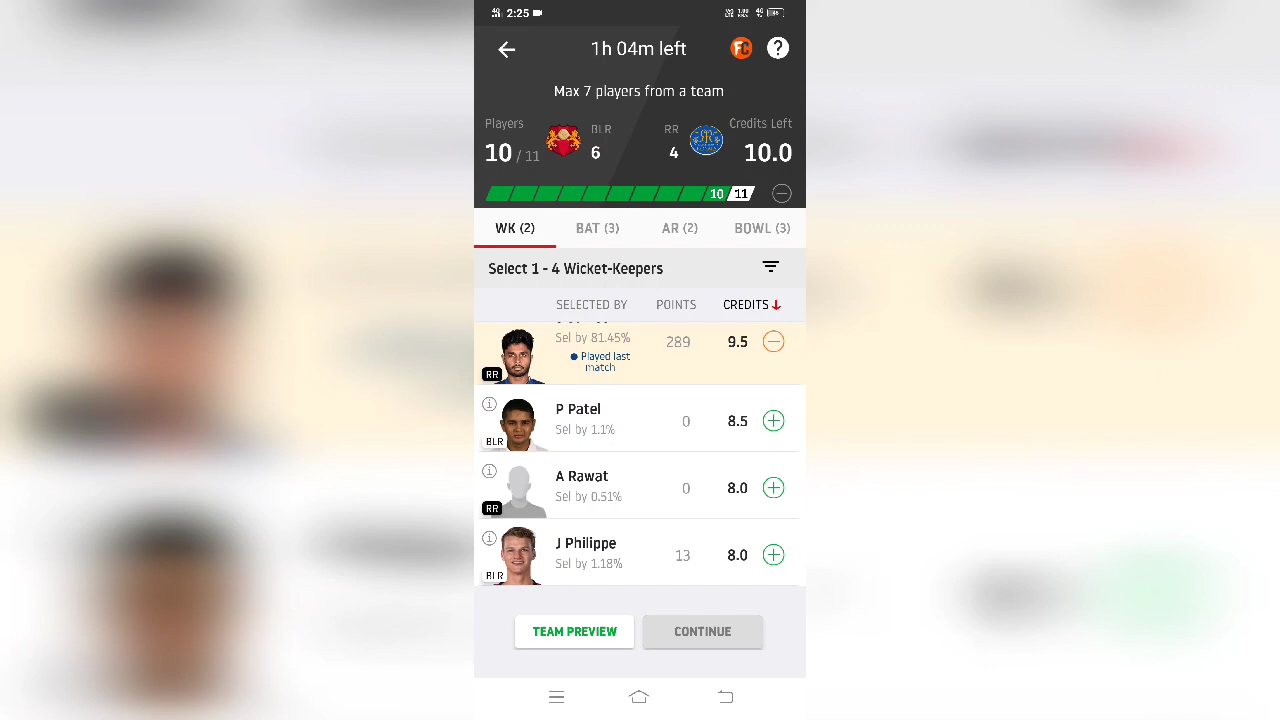 4G 2:25 4G
1h 04m left FC ?
Max 7 players from a team
Players BLR RR Credits Left
10 / 11 6 4 10.0
10 11
WK (2) BAT (3) AR (2) BOWL (3)
Select 1 - 4 Wicket-Keepers
SELECTED BY POINTS CREDITS
Sel by 81.45% 289 9.5
Played last
match
RR
P Patel
Sel by 1.1% 0 8.5
BLR
A Rawat
Sel by 0.51% 0 8.0
RR
J Philippe
Sel by 1.18% 13 8.0
BLR
TEAM PREVIEW CONTINUE